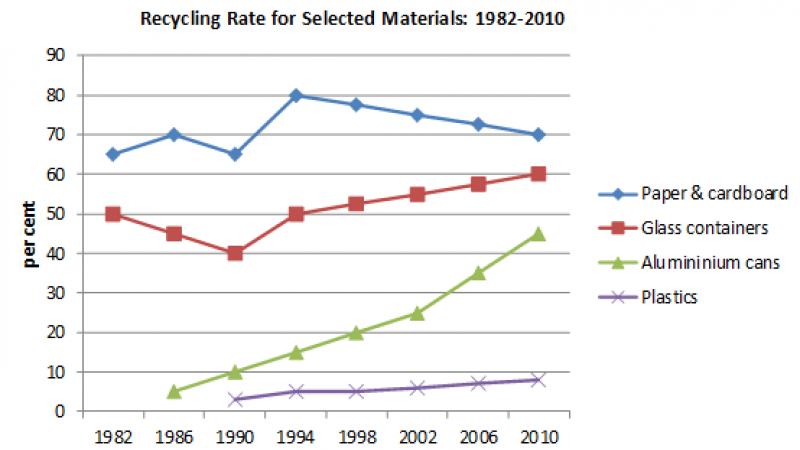 Recycling Rate for Selected Materials: 1982-2010
per cent
90
80
70
60
50
40
30
20
10
0
1982 1986 1990 1994 1998 2002 2006 2010
Paper & cardboard
Glass containers
Alumininium cans
Plastics